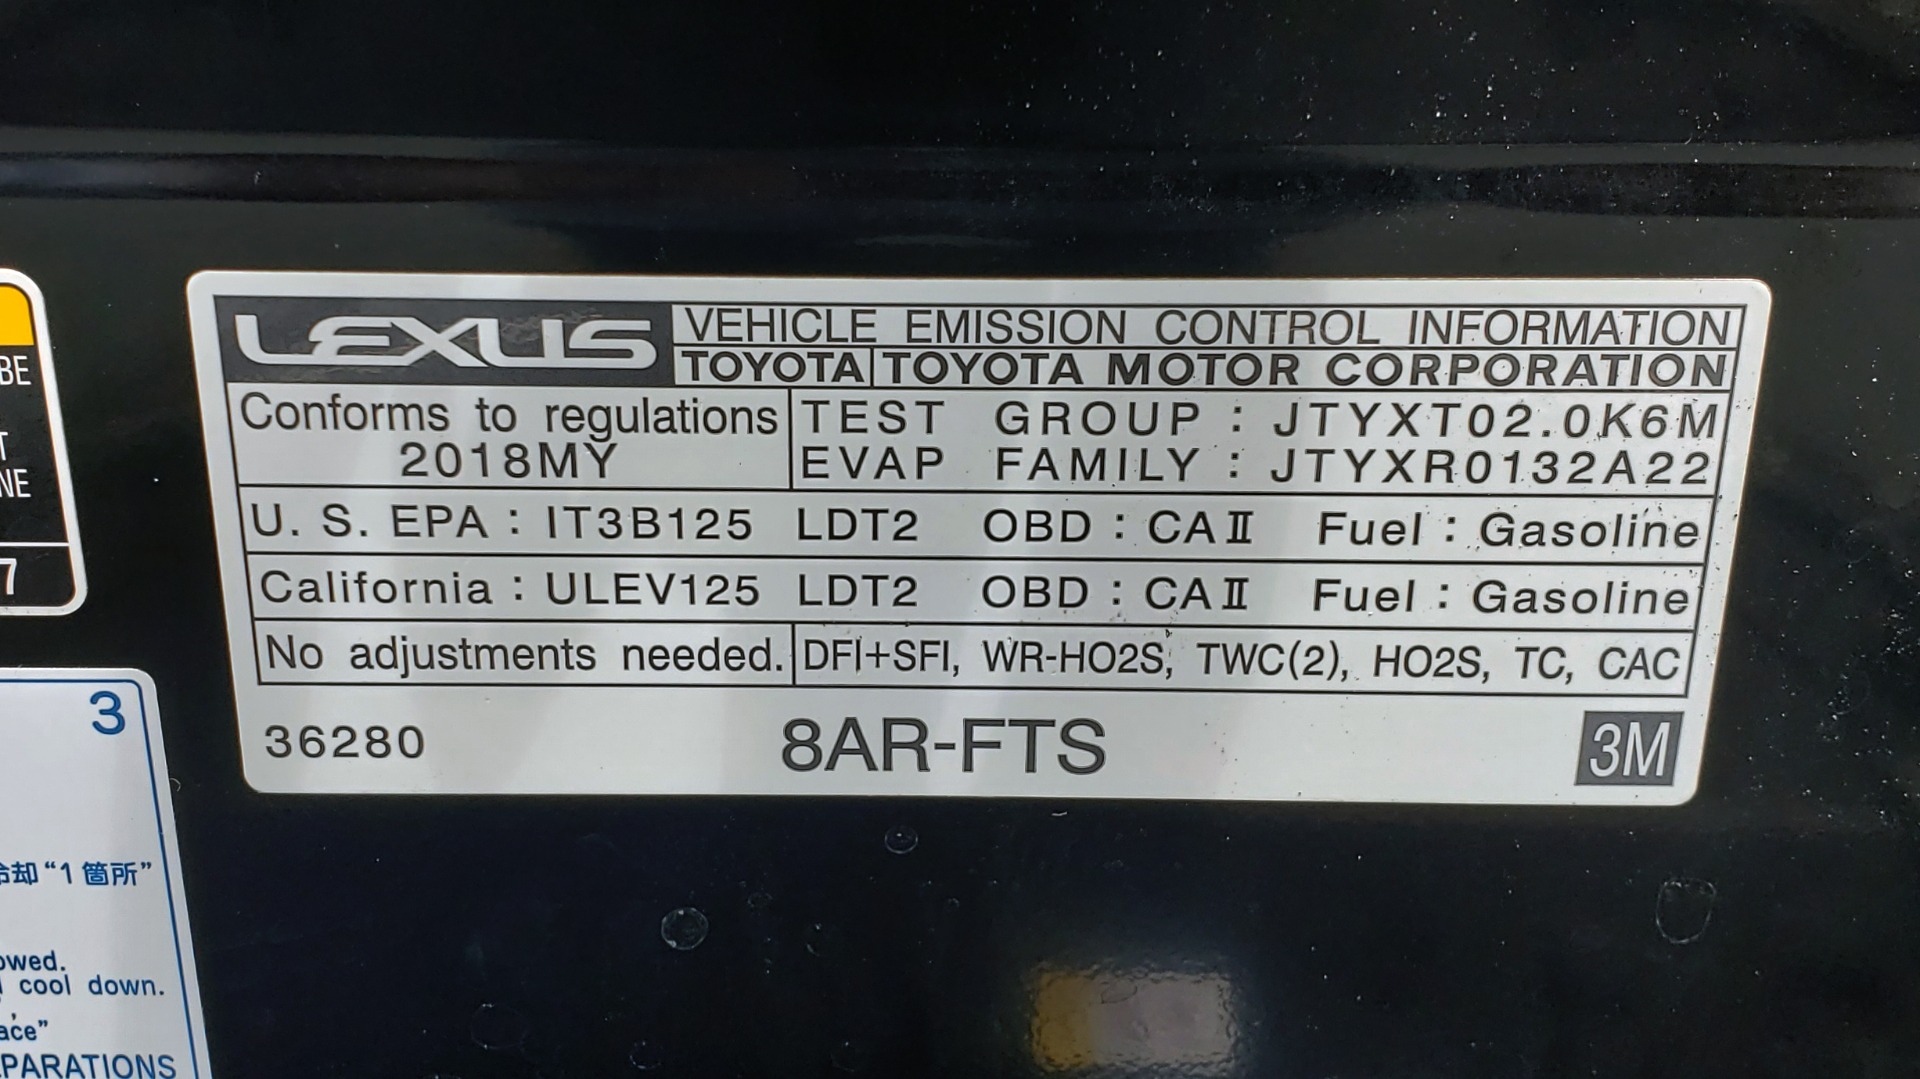 LEXUS
VEHICLE EMISSION CONTROL INFORMATION
TOYOTA TOYOTA MOTOR CORPORATION
Conforms to regulations
2018MY
TEST GROUP : JTYXT02.0K6M
EVAP FAMILY : JTYXR0132A22
U. S. EPA : IT3B125 LDT2 OBD : CAⅡ Fuel : Gasoline
California : ULEV125 LDT2 OBD : CAⅡ Fuel : Gasoline
No adjustments needed.
DFI+SFI, WR-HO2S, TWC(2), HO2S, TC, CAC
36280 8AR-FTS 3M
BE
T
NE
7
3
却 “1 箇所”
owed.
cool down.
ace”
PARATIONS